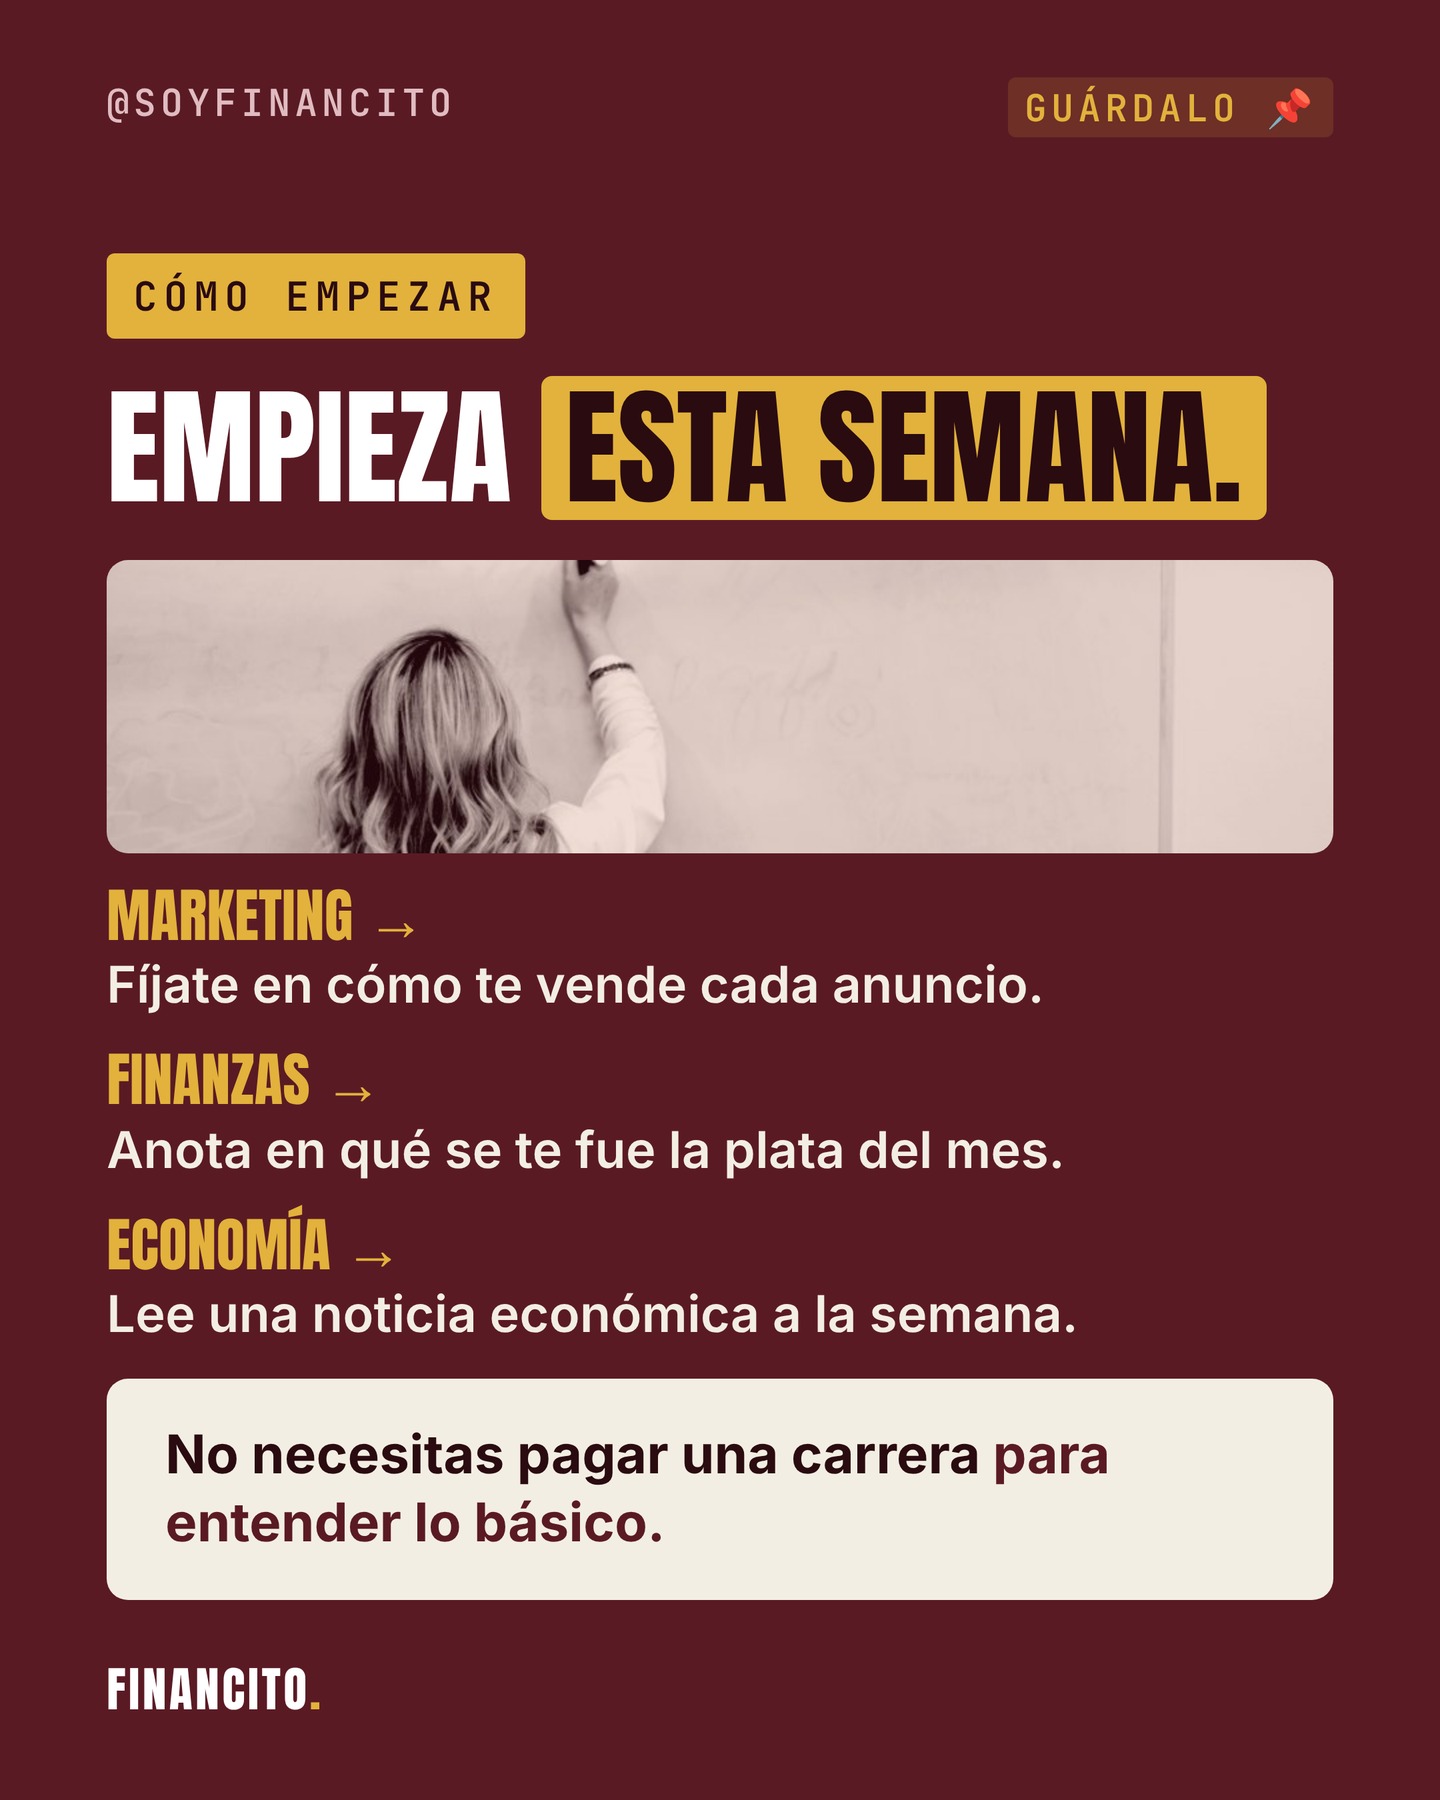 @SOYFINANCITO
GUÁRDALO 📌
CÓMO EMPEZAR
EMPIEZA ESTA SEMANA.
MARKETING →
Fíjate en cómo te vende cada anuncio.
FINANZAS →
Anota en qué se te fue la plata del mes.
ECONOMÍA →
Lee una noticia económica a la semana.
No necesitas pagar una carrera para
entender lo básico.
FINANCITO.